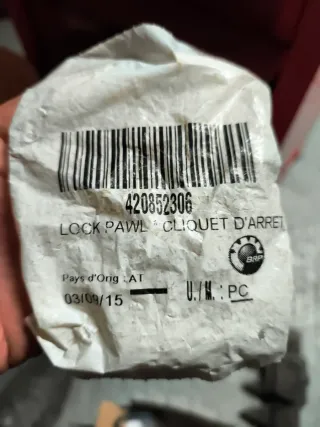 420852306
LOCK PAWL * CLIQUET D'ARRET
BRP
Pays d'Orig : AT
03/09/15
U./M. : PC